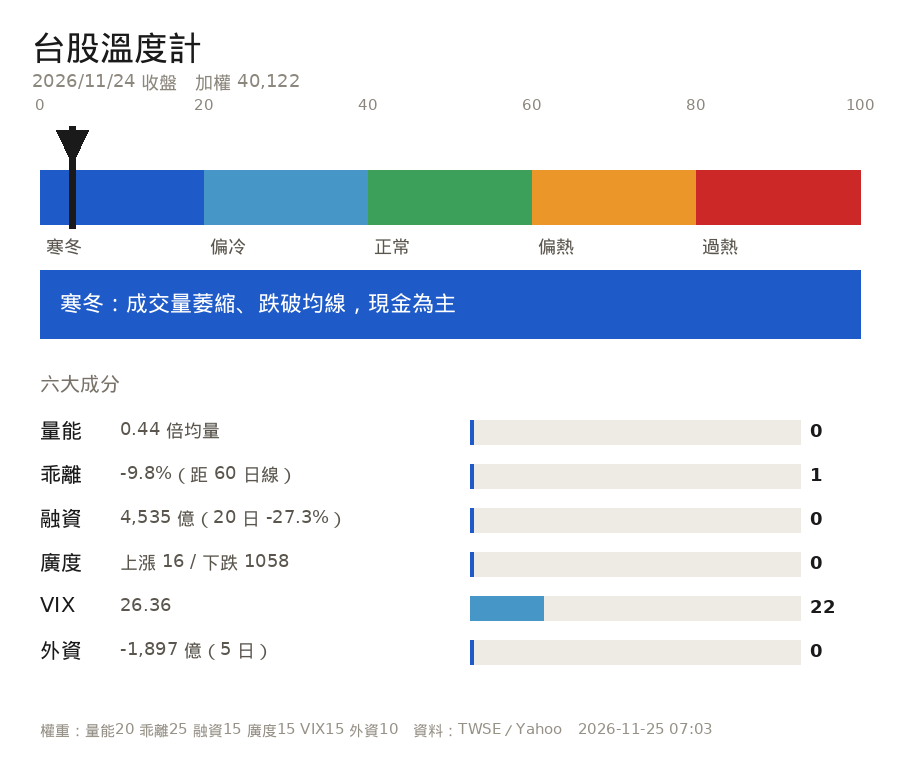 台股溫度計
2026/11/24 收盤　加權 40,122
0 20 40 60 80 100
寒冬 偏冷 正常 偏熱 過熱
寒冬：成交量萎縮、跌破均線，現金為主
六大成分
量能 0.44 倍均量 0
乖離 -9.8%（距 60 日線） 1
融資 4,535 億（20 日 -27.3%） 0
廣度 上漲 16 / 下跌 1058 0
VIX 26.36 22
外資 -1,897 億（5 日） 0
權重：量能20 乖離25 融資15 廣度15 VIX15 外資10　資料：TWSE／Yahoo　2026-11-25 07:03